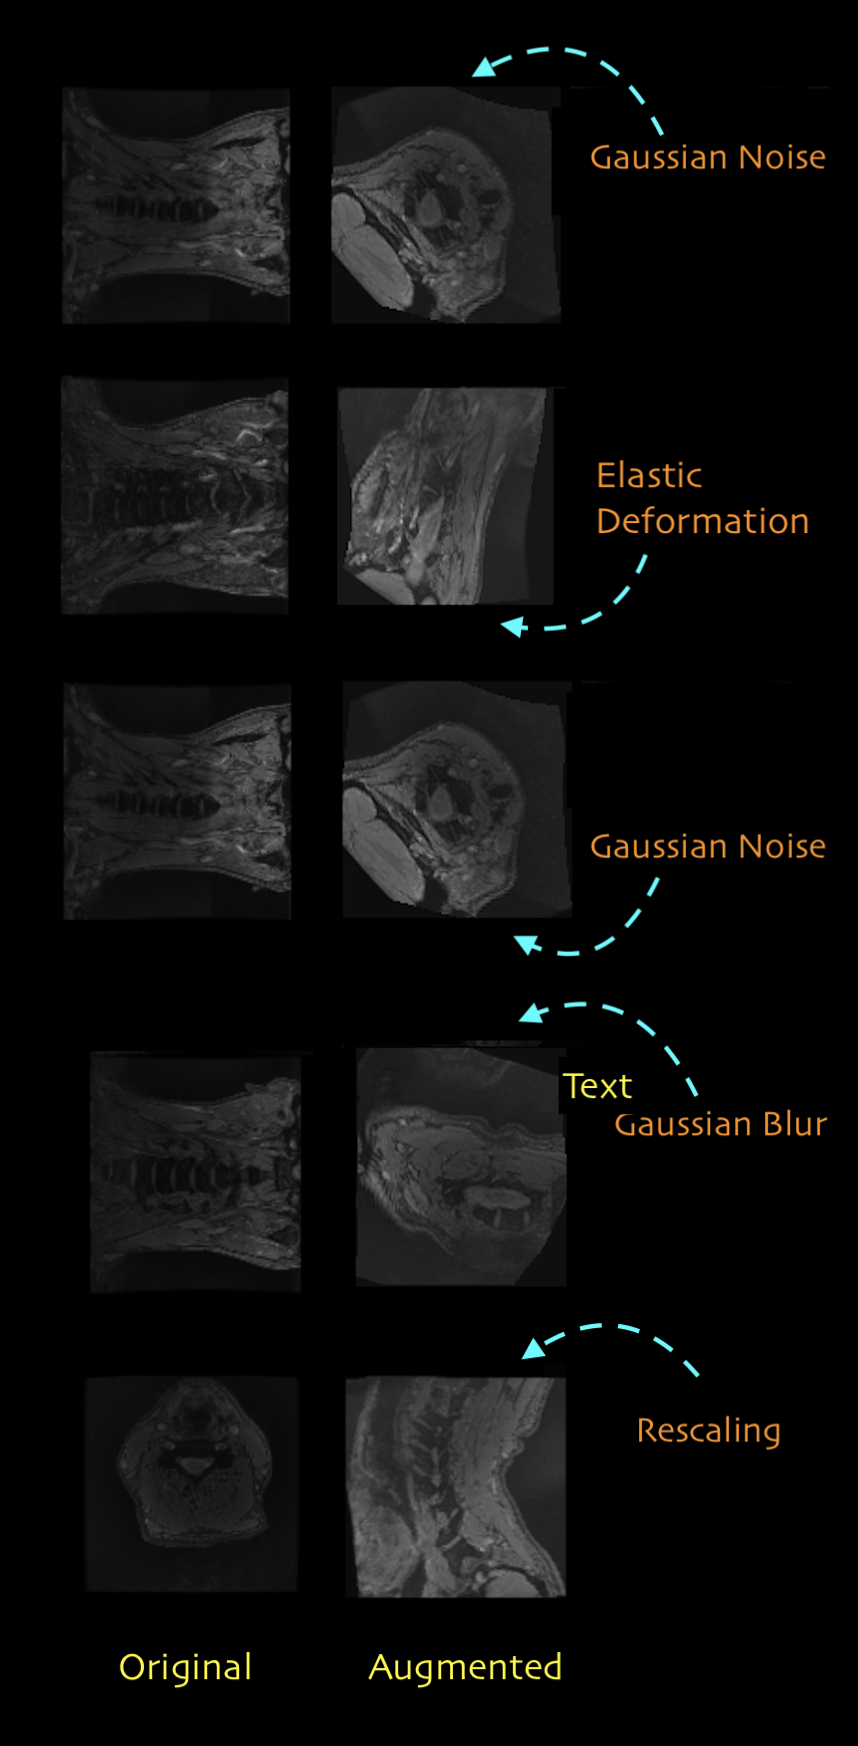 Gaussian Noise
Elastic
Deformation
Gaussian Noise
Text
Gaussian Blur
Rescaling
Original
Augmented